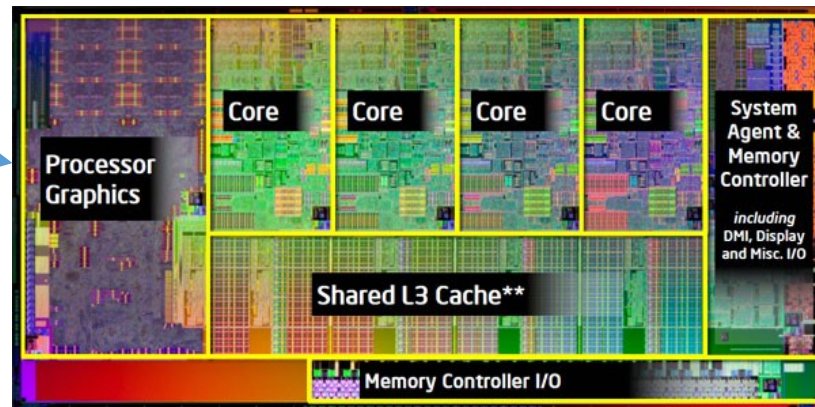 Processor
Graphics
Core
Core
Core
Core
System
Agent &
Memory
Controller
including
DMI, Display
and Misc. I/O
Shared L3 Cache**
Memory Controller I/O